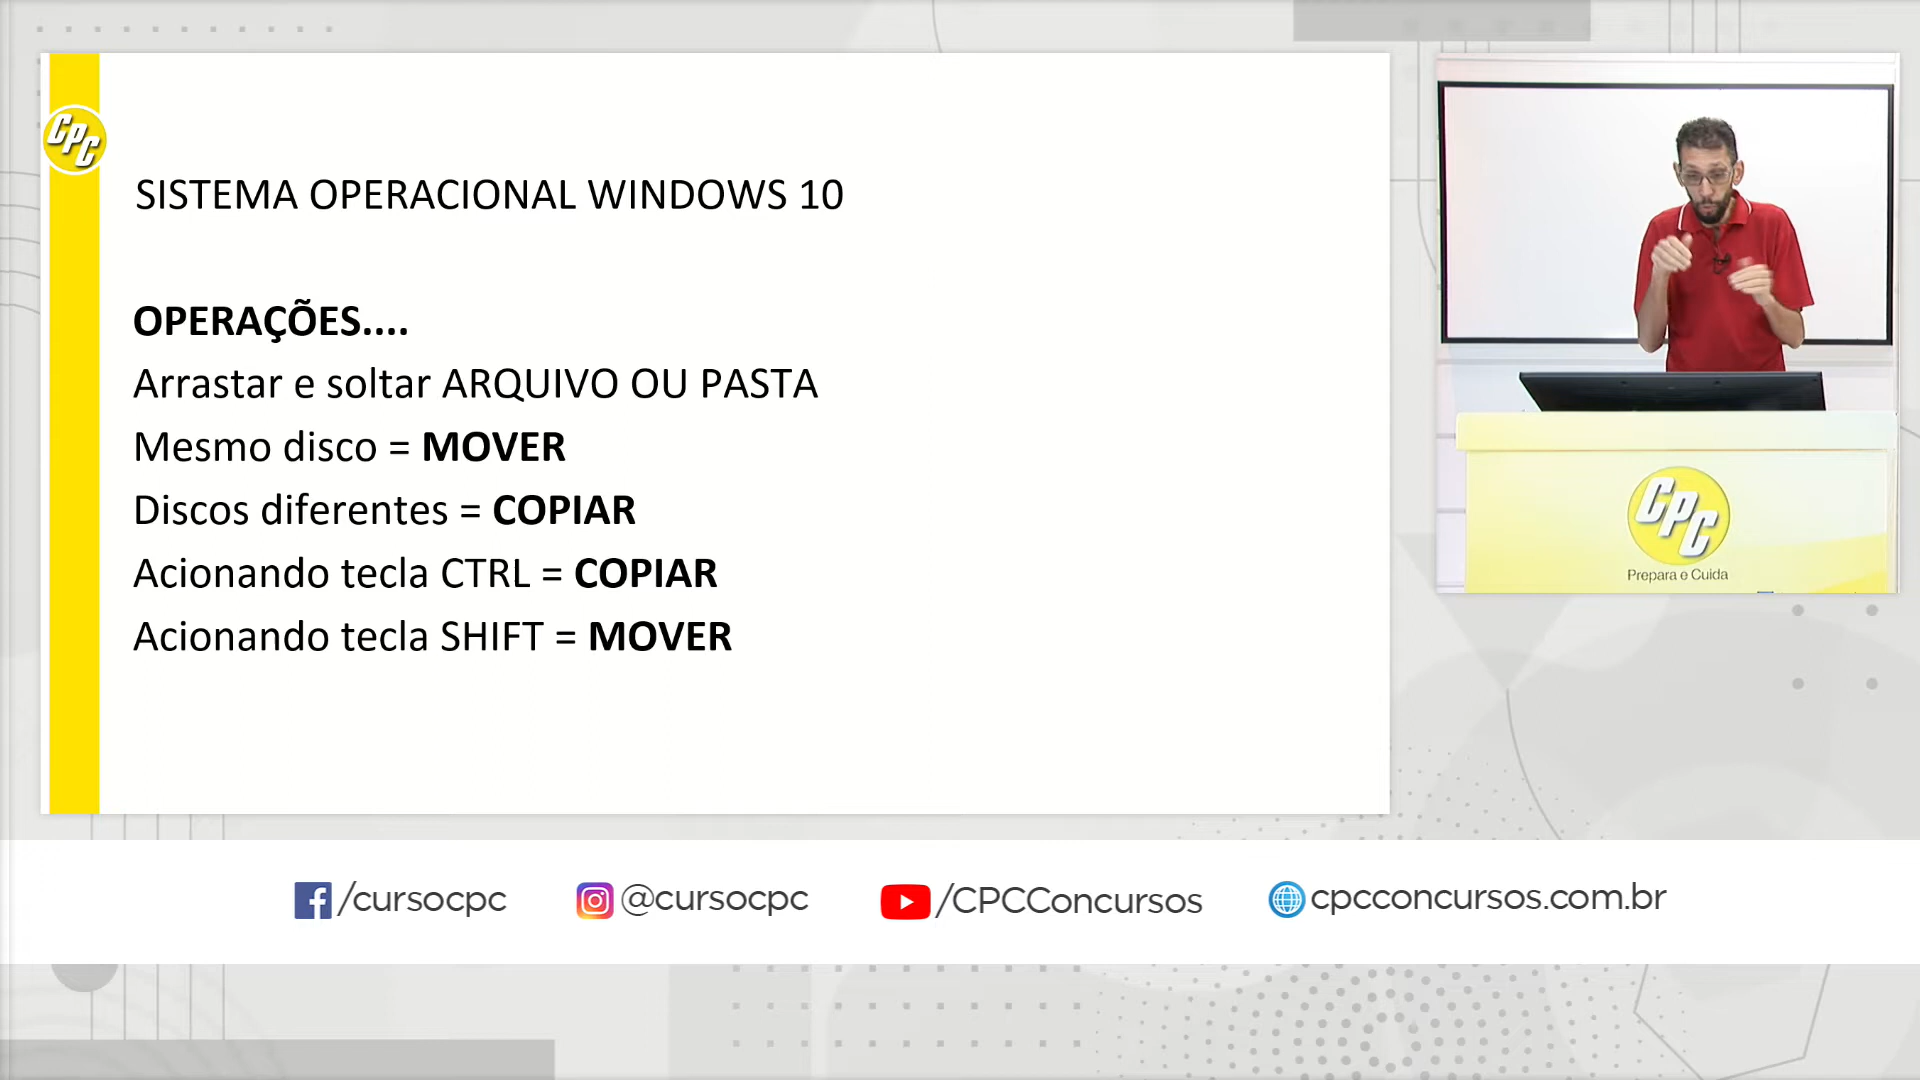 CPC
SISTEMA OPERACIONAL WINDOWS 10
OPERAÇÕES....
Arrastar e soltar ARQUIVO OU PASTA
Mesmo disco = MOVER
Discos diferentes = COPIAR
Acionando tecla CTRL = COPIAR
Acionando tecla SHIFT = MOVER
CPC
Prepara e Cuida
/cursocpc
@cursocpc
/CPCConcursos
cpcconcursos.com.br